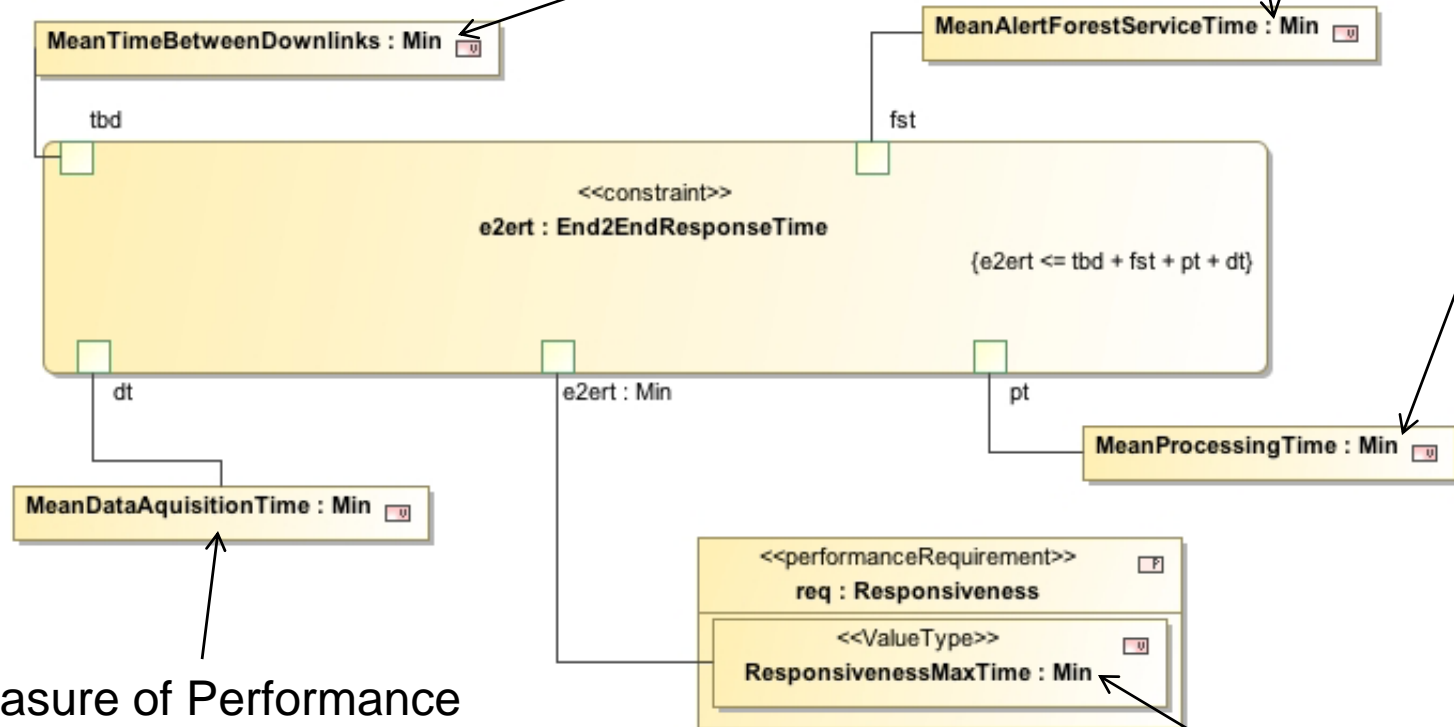 MeanTimeBetweenDownlinks : Min
MeanAlertForestServiceTime : Min
tbd
fst
<<constraint>>
e2ert : End2EndResponseTime
{e2ert <= tbd + fst + pt + dt}
dt
e2ert : Min
pt
MeanProcessingTime : Min
MeanDataAquisitionTime : Min
<<performanceRequirement>>
req : Responsiveness
<<ValueType>>
ResponsivenessMaxTime : Min
asure of Performance